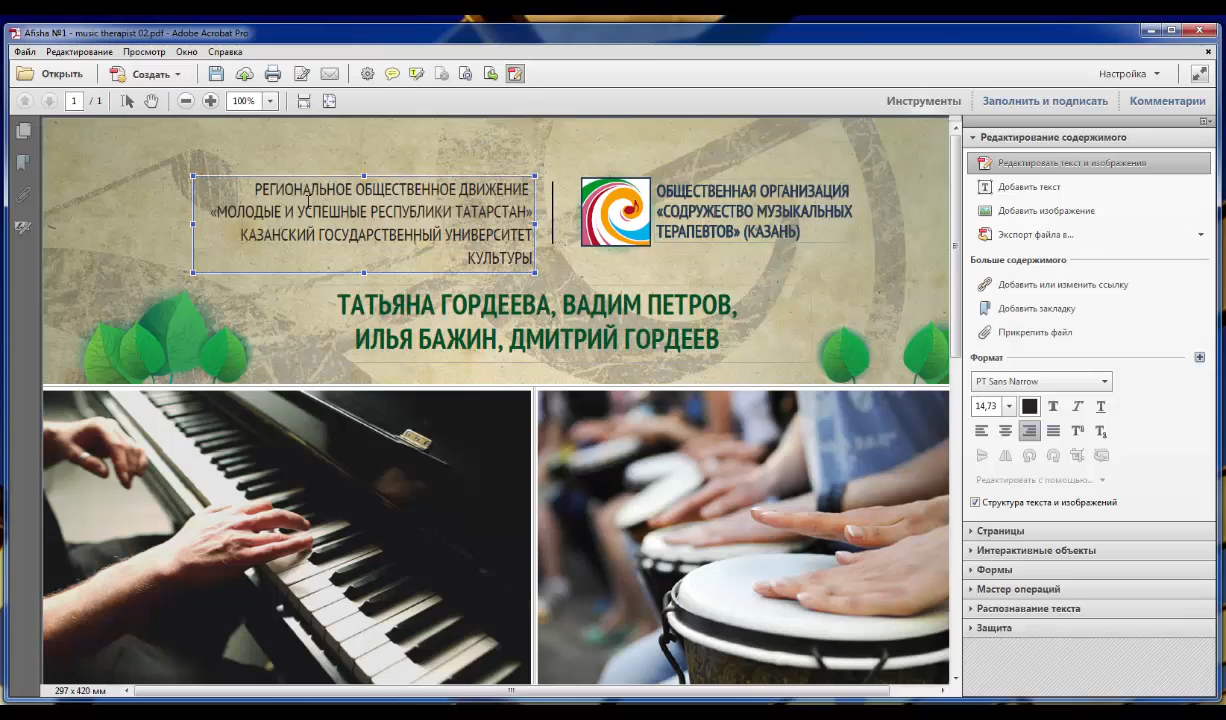 Afisha №1 - music therapist 02.pdf - Adobe Acrobat Pro
Файл Редактирование Просмотр Окно Справка
Открыть Создать Настройка
1 / 1 100% Инструменты Заполнить и подписать Комментарии
РЕГИОНАЛЬНОЕ ОБЩЕСТВЕННОЕ ДВИЖЕНИЕ
«МОЛОДЫЕ И УСПЕШНЫЕ РЕСПУБЛИКИ ТАТАРСТАН»
КАЗАНСКИЙ ГОСУДАРСТВЕННЫЙ УНИВЕРСИТЕТ
КУЛЬТУРЫ
ОБЩЕСТВЕННАЯ ОРГАНИЗАЦИЯ
«СОДРУЖЕСТВО МУЗЫКАЛЬНЫХ
ТЕРАПЕВТОВ» (КАЗАНЬ)
ТАТЬЯНА ГОРДЕЕВА, ВАДИМ ПЕТРОВ,
ИЛЬЯ БАЖИН, ДМИТРИЙ ГОРДЕЕВ
Редактирование содержимого
Редактировать текст и изображения
Добавить текст
Добавить изображение
Экспорт файла в...
Больше содержимого
Добавить или изменить ссылку
Добавить закладку
Прикрепить файл
Формат
PT Sans Narrow
14,73
Редактировать с помощью...
Структура текста и изображений
Страницы
Интерактивные объекты
Формы
Мастер операций
Распознавание текста
Защита
297 x 420 мм